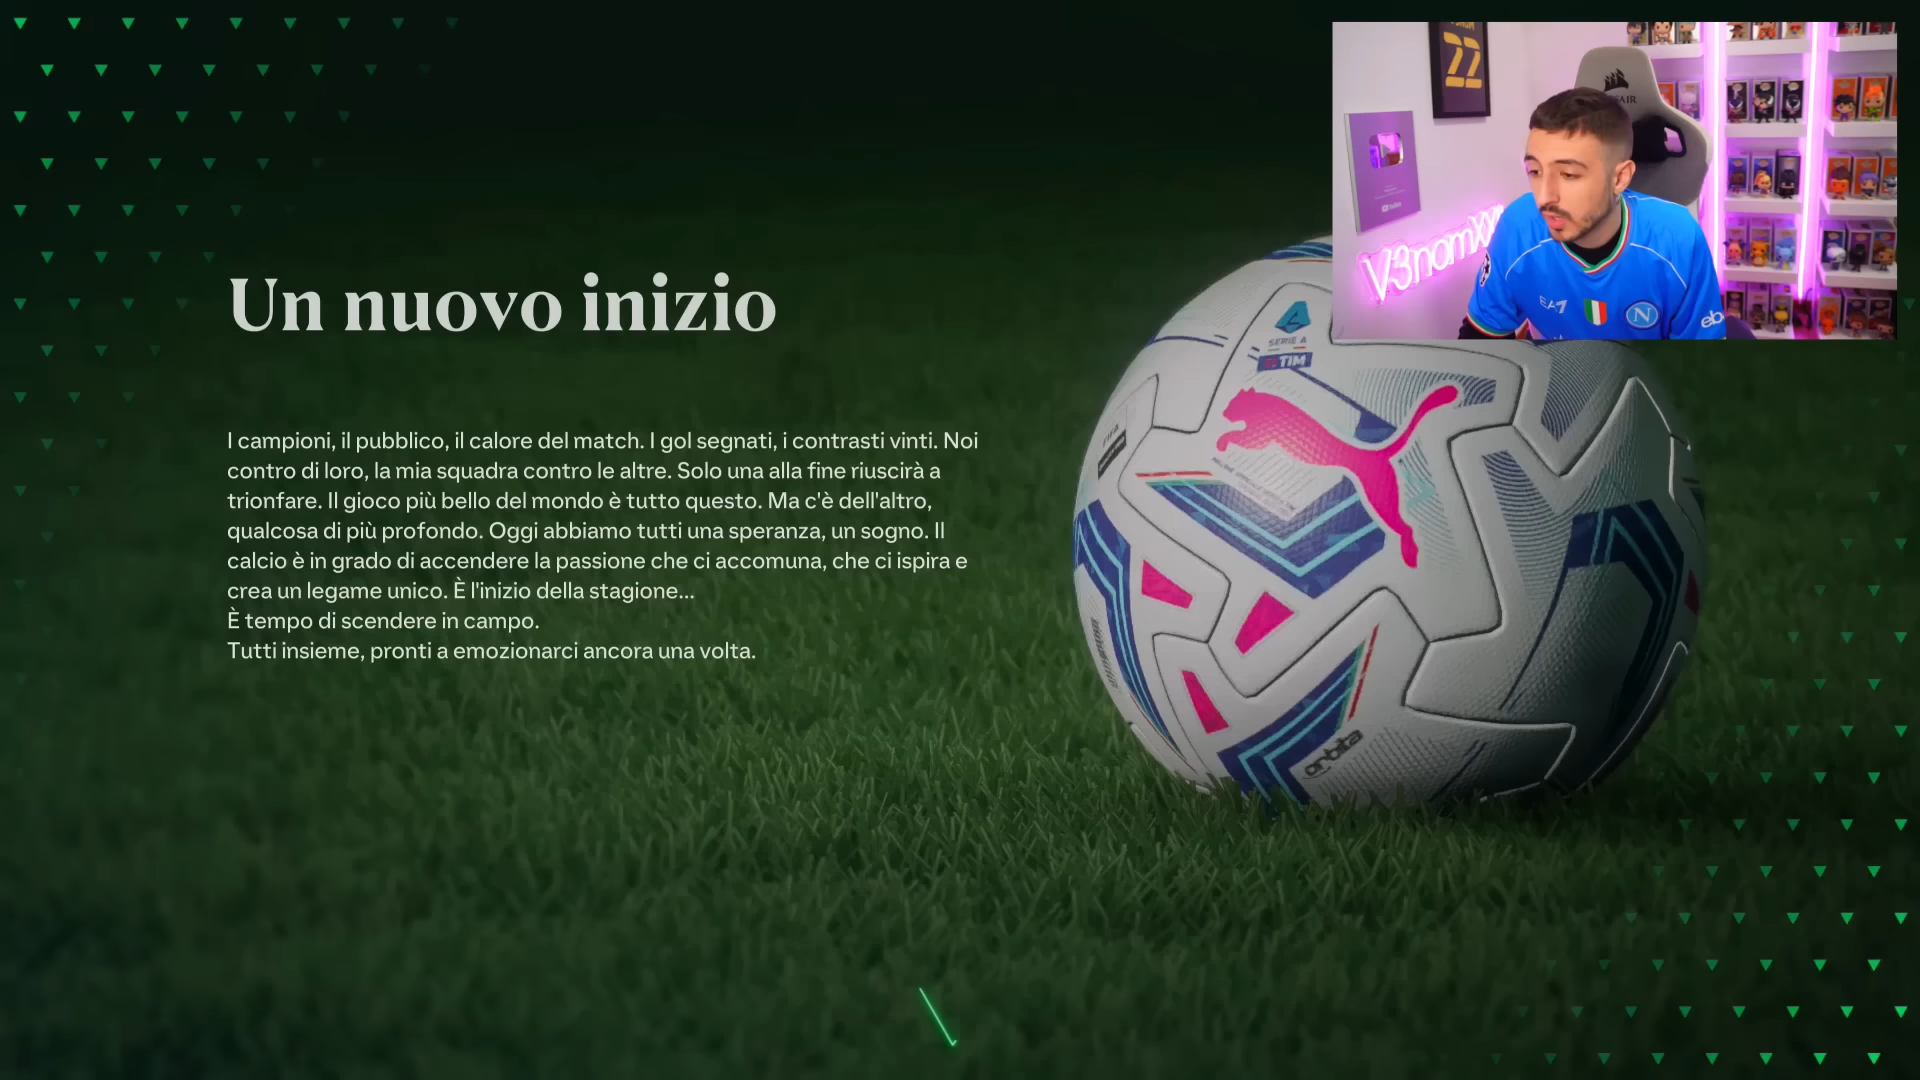 Un nuovo inizio
I campioni, il pubblico, il calore del match. I gol segnati, i contrasti vinti. Noi
contro di loro, la mia squadra contro le altre. Solo una alla fine riuscirà a
trionfare. Il gioco più bello del mondo è tutto questo. Ma c'è dell'altro,
qualcosa di più profondo. Oggi abbiamo tutti una speranza, un sogno. Il
calcio è in grado di accendere la passione che ci accomuna, che ci ispira e
crea un legame unico. È l'inizio della stagione...
È tempo di scendere in campo.
Tutti insieme, pronti a emozionarci ancora una volta.
SERIE A
TIM
orbita
22
V3nomxx
EA7
N
eb
YouTube